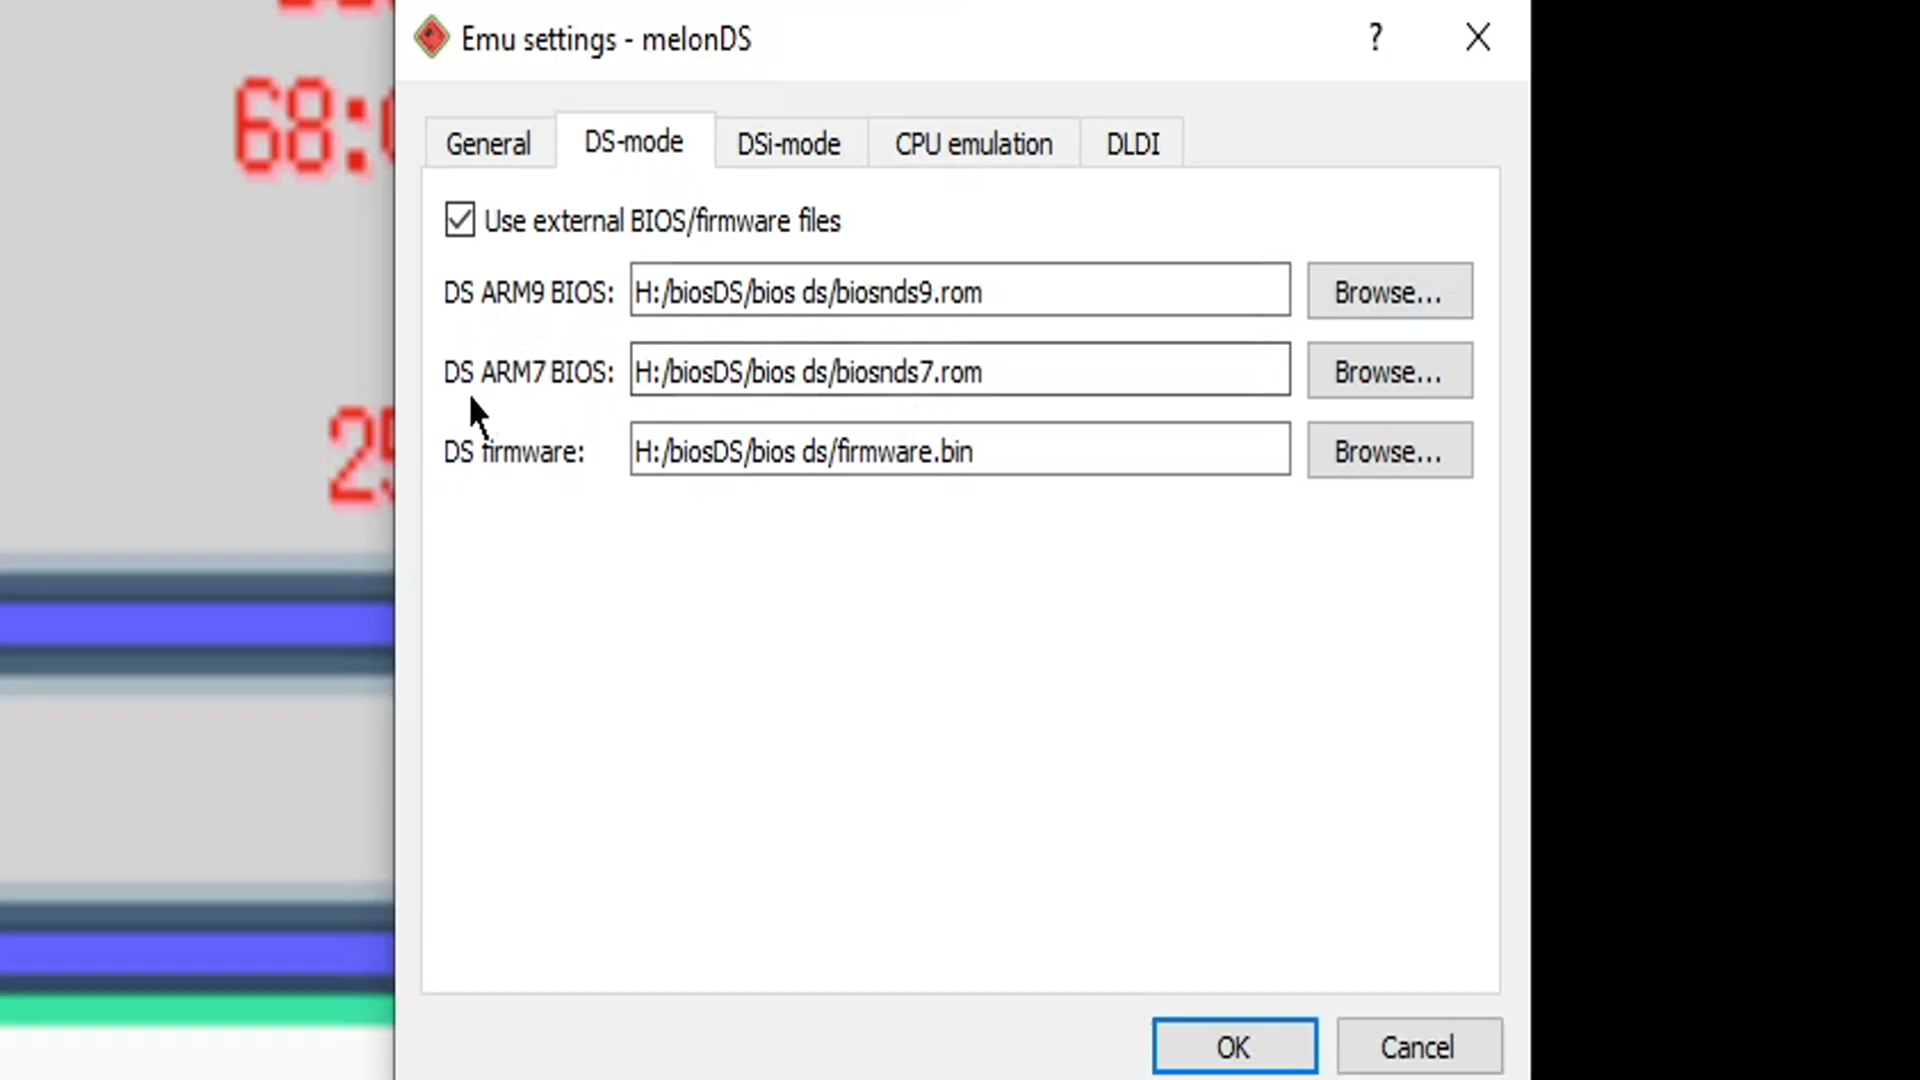 Emu settings - melonDS
?
68:
General
DS-mode
DSi-mode
CPU emulation
DLDI
Use external BIOS/firmware files
DS ARM9 BIOS: H:/biosDS/bios ds/biosnds9.rom Browse...
DS ARM7 BIOS: H:/biosDS/bios ds/biosnds7.rom Browse...
25
DS firmware: H:/biosDS/bios ds/firmware.bin Browse...
OK
Cancel